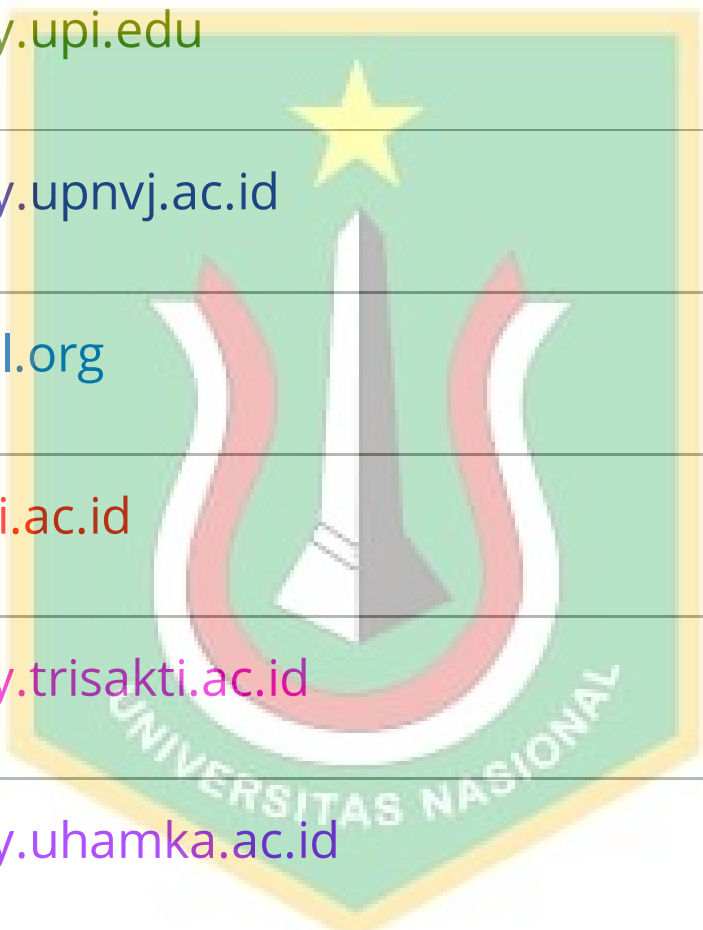 y.upi.edu
y.upnvj.ac.id
l.org
i.ac.id
y.trisakti.ac.id
UNIVERSITAS NASIONAL
y.uhamka.ac.id